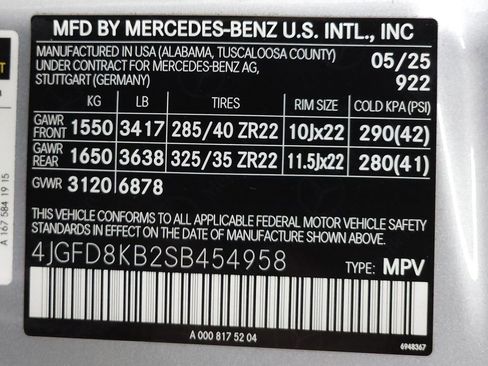 MFD BY MERCEDES-BENZ U.S. INTL., INC
MANUFACTURED IN USA (ALABAMA, TUSCALOOSA COUNTY)
UNDER CONTRACT FOR MERCEDES-BENZ AG,
STUTTGART (GERMANY)
05/25
922
KG LB TIRES RIM SIZE COLD KPA (PSI)
GAWR FRONT 1550 3417 285/40 ZR22 10Jx22 290(42)
GAWR REAR 1650 3638 325/35 ZR22 11.5Jx22 280(41)
GVWR 3120 6878
THIS VEHICLE CONFORMS TO ALL APPLICABLE FEDERAL MOTOR VEHICLE SAFETY
STANDARDS IN EFFECT ON THE DATE OF MANUFACTURE SHOWN ABOVE.
4JGFD8KB2SB454958 TYPE: MPV
A 000 817 52 04
6948367
A 167 584 19 15